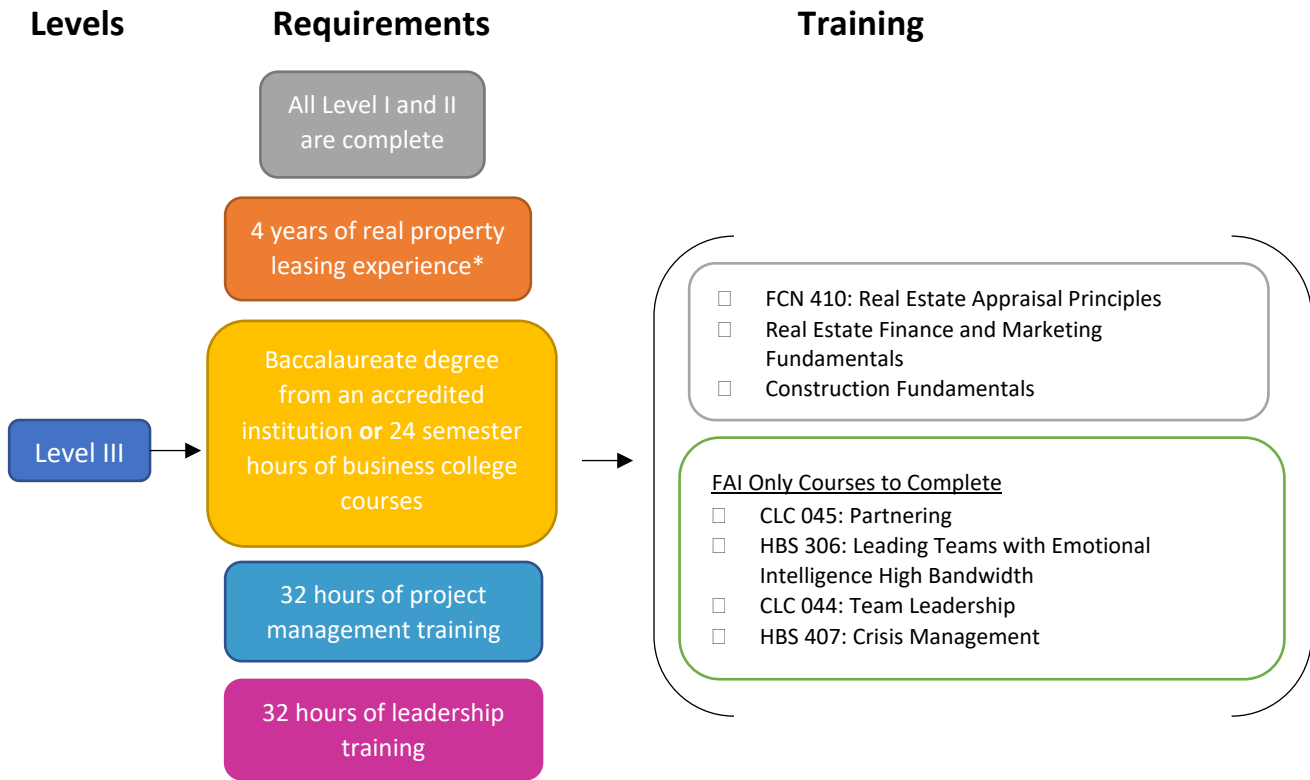 Levels
Requirements
Training
All Level I and II
are complete
4 years of real property
leasing experience*
Baccalaureate degree
from an accredited
institution or 24 semester
hours of business college
courses
Level III
32 hours of project
management training
32 hours of leadership
training
FCN 410: Real Estate Appraisal Principles
Real Estate Finance and Marketing
Fundamentals
Construction Fundamentals
FAI Only Courses to Complete
CLC 045: Partnering
HBS 306: Leading Teams with Emotional
Intelligence High Bandwidth
CLC 044: Team Leadership
HBS 407: Crisis Management